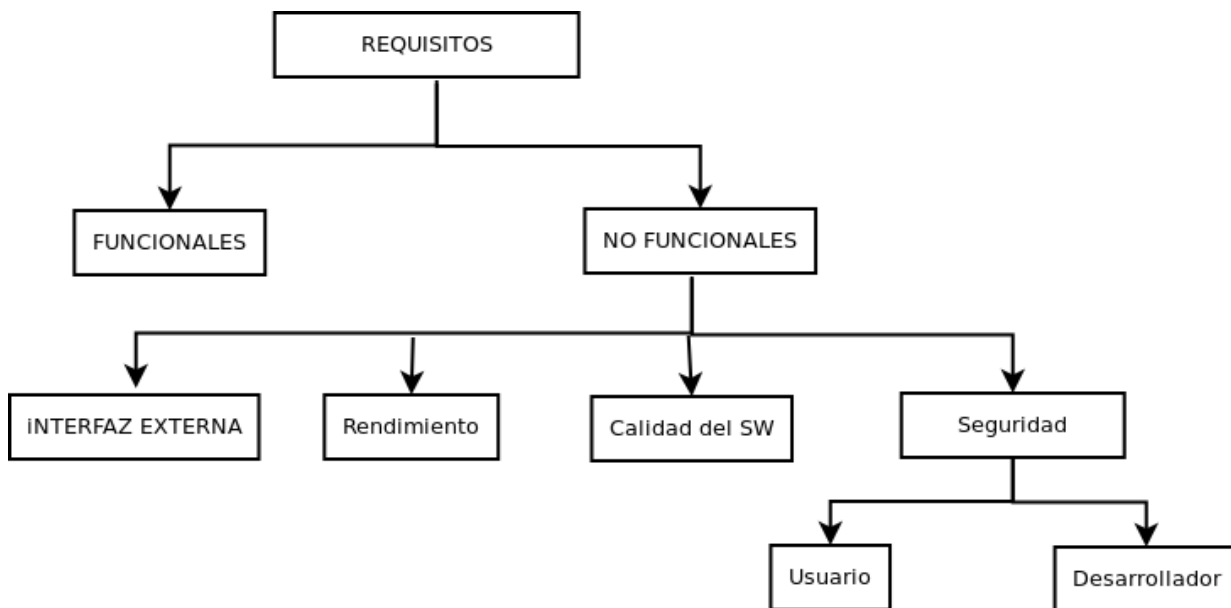 REQUISITOS
FUNCIONALES
NO FUNCIONALES
iNTERFAZ EXTERNA
Rendimiento
Calidad del SW
Seguridad
Usuario
Desarrollador